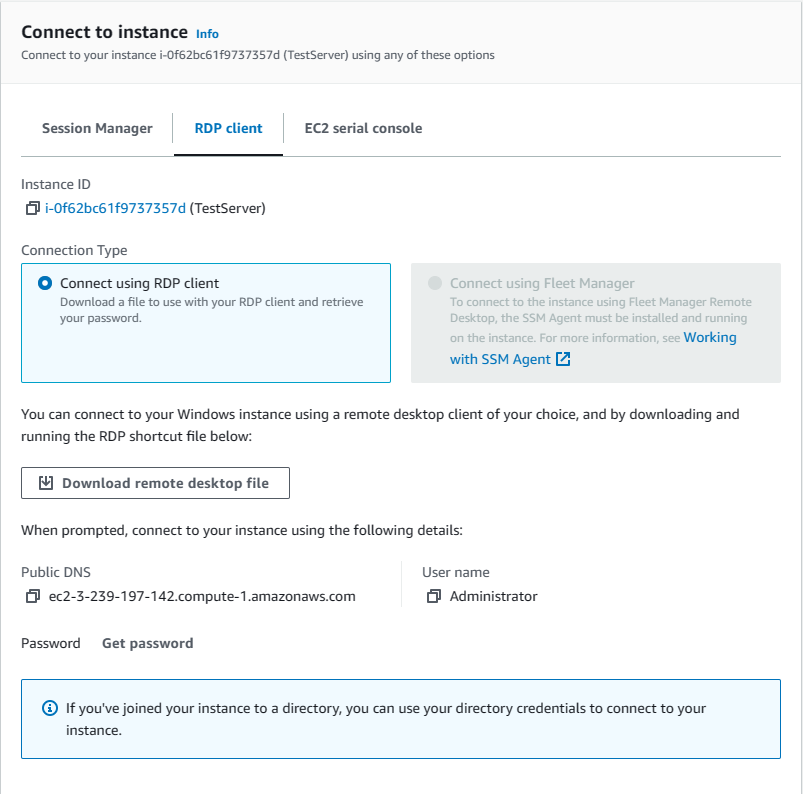 Connect to instance Info
Connect to your instance i-0f62bc61f9737357d (TestServer) using any of these options
Session Manager RDP client EC2 serial console
Instance ID
i-0f62bc61f9737357d (TestServer)
Connection Type
Connect using RDP client
Download a file to use with your RDP client and retrieve
your password.
Connect using Fleet Manager
To connect to the instance using Fleet Manager Remote
Desktop, the SSM Agent must be installed and running
on the instance. For more information, see Working
with SSM Agent
You can connect to your Windows instance using a remote desktop client of your choice, and by downloading and
running the RDP shortcut file below:
Download remote desktop file
When prompted, connect to your instance using the following details:
Public DNS
ec2-3-239-197-142.compute-1.amazonaws.com
User name
Administrator
Password Get password
If you've joined your instance to a directory, you can use your directory credentials to connect to your
instance.